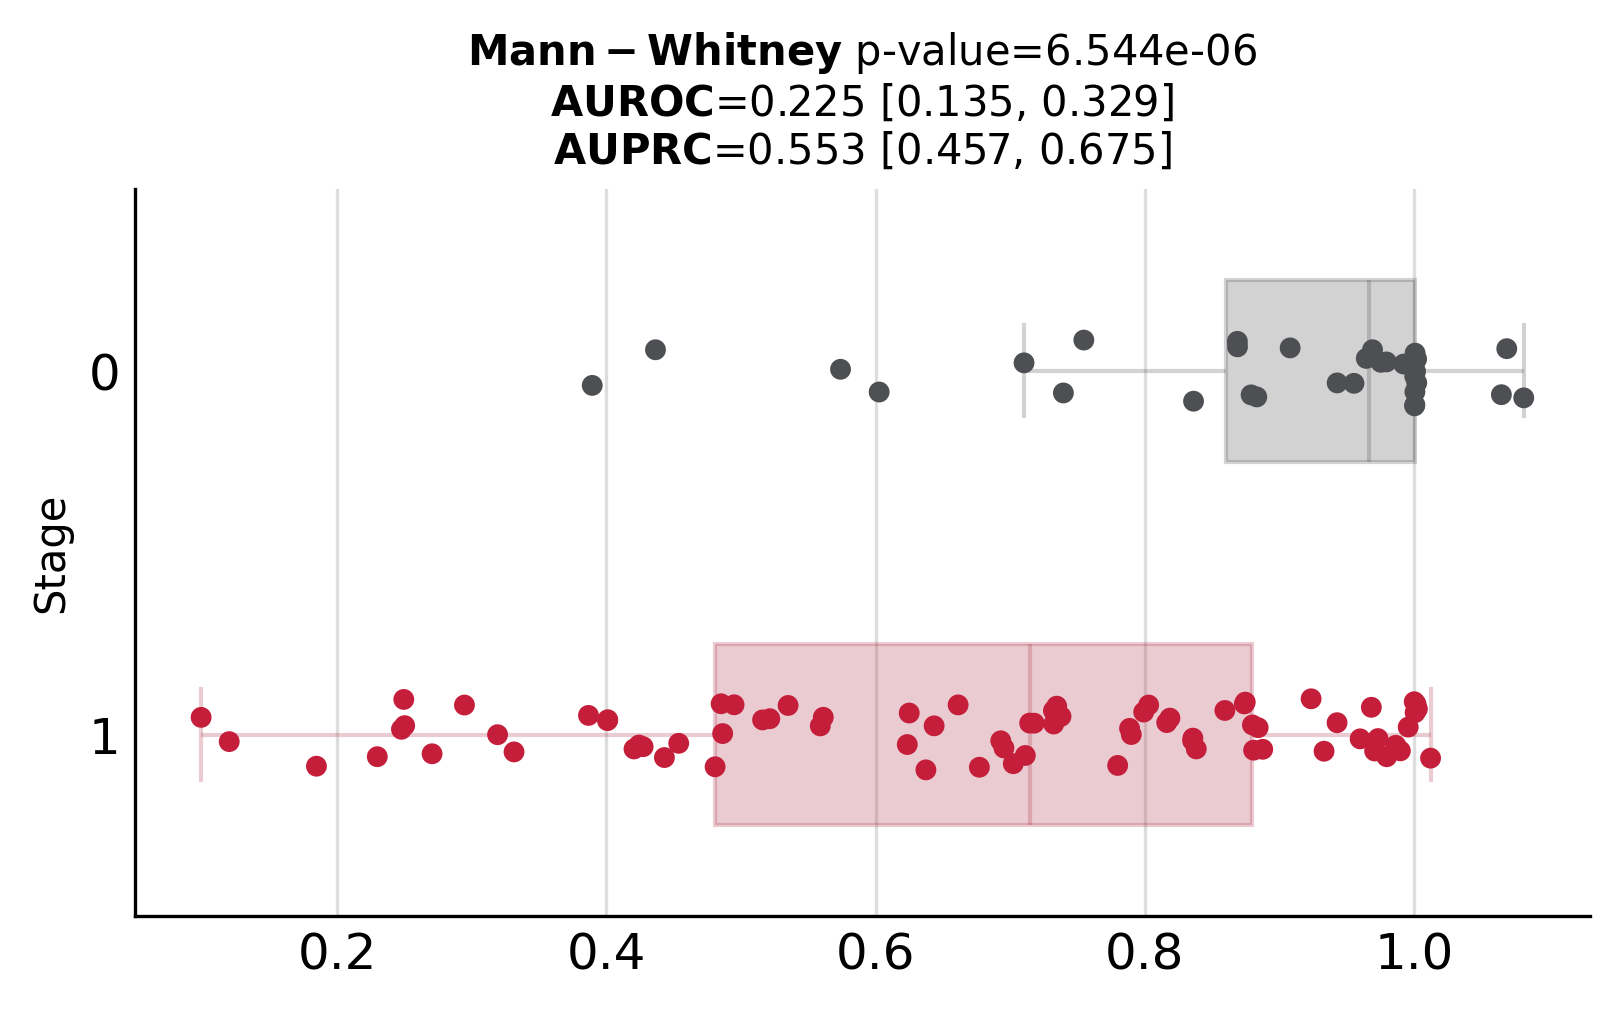 Mann − Whitney p-value=6.544e-06
AUROC=0.225 [0.135, 0.329]
AUPRC=0.553 [0.457, 0.675]
0
Stage
1
0.2 0.4 0.6 0.8 1.0